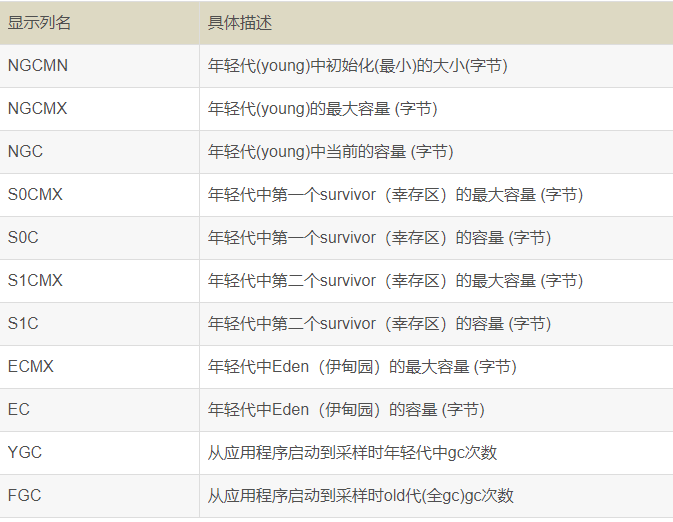 显示列名 具体描述
NGCMN 年轻代(young)中初始化(最小)的大小(字节)
NGCMX 年轻代(young)的最大容量 (字节)
NGC 年轻代(young)中当前的容量 (字节)
S0CMX 年轻代中第一个survivor（幸存区）的最大容量 (字节)
S0C 年轻代中第一个survivor（幸存区）的容量 (字节)
S1CMX 年轻代中第二个survivor（幸存区）的最大容量 (字节)
S1C 年轻代中第二个survivor（幸存区）的容量 (字节)
ECMX 年轻代中Eden（伊甸园）的最大容量 (字节)
EC 年轻代中Eden（伊甸园）的容量 (字节)
YGC 从应用程序启动到采样时年轻代中gc次数
FGC 从应用程序启动到采样时old代(全gc)gc次数